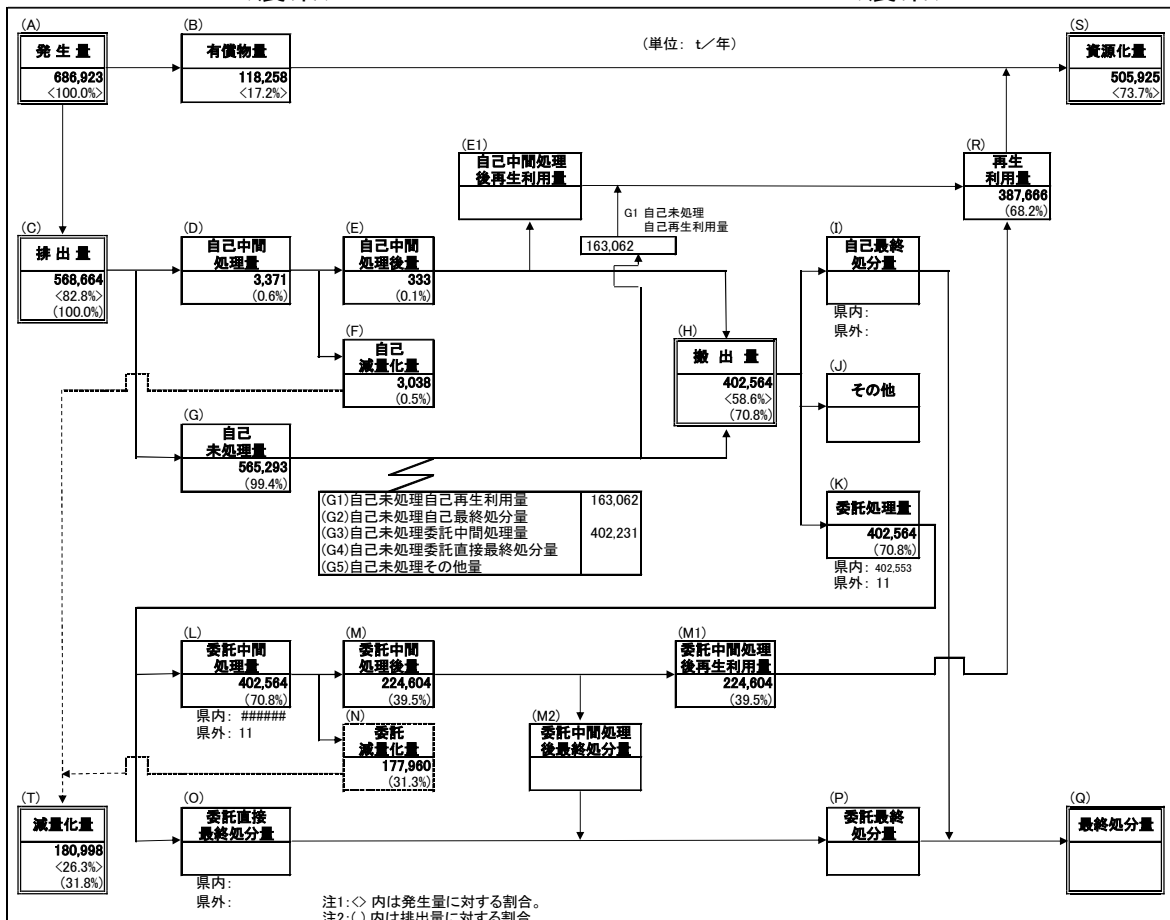 (A)
発 生 量
686,923
<100.0%>
(B)
有償物量
118,258
<17.2%>
(単位： t／年)
(S)
資源化量
505,925
<73.7%>
(E1)
自己中間処理
後再生利用量
(R)
再生
利用量
387,666
(68.2%)
G1 自己未処理
自己再生利用量
163,062
(C)
排 出 量
568,664
<82.8%>
(100.0%)
(D)
自己中間
処理量
3,371
(0.6%)
(E)
自己中間
処理後量
333
(0.1%)
(I)
自己最終
処分量
県内：
県外：
(F)
自己
減量化量
3,038
(0.5%)
(H)
搬 出 量
402,564
<58.6%>
(70.8%)
(J)
その他
(G)
自己
未処理量
565,293
(99.4%)
(G1)自己未処理自己再生利用量 163,062
(G2)自己未処理自己最終処分量
(G3)自己未処理委託中間処理量 402,231
(G4)自己未処理委託直接最終処分量
(G5)自己未処理その他量
(K)
委託処理量
402,564
(70.8%)
県内： 402,553
県外： 11
(L)
委託中間
処理量
402,564
(70.8%)
県内： ######
県外： 11
(M)
委託中間
処理後量
224,604
(39.5%)
(M1)
委託中間処理
後再生利用量
224,604
(39.5%)
(N)
委託
減量化量
177,960
(31.3%)
(M2)
委託中間処理
後最終処分量
(T)
減量化量
180,998
<26.3%>
(31.8%)
(O)
委託直接
最終処分量
県内：
県外：
(P)
委託最終
処分量
(Q)
最終処分量
注1：<> 内は発生量に対する割合。
注2：( ) 内は排出量に対する割合